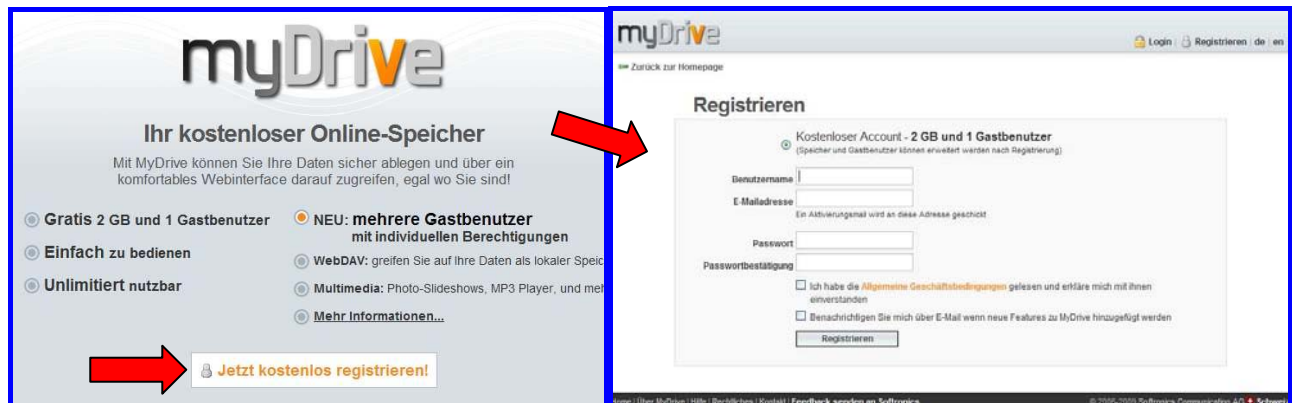 myDrive
Ihr kostenloser Online-Speicher
Mit MyDrive können Sie Ihre Daten sicher ablegen und über ein
komfortables Webinterface darauf zugreifen, egal wo Sie sind!
Gratis 2 GB und 1 Gastbenutzer
Einfach zu bedienen
Unlimitiert nutzbar
NEU: mehrere Gastbenutzer
mit individuellen Berechtigungen
WebDAV: greifen Sie auf Ihre Daten als lokaler Speic
Multimedia: Photo-Slideshows, MP3 Player, und meh
Mehr Informationen...
Jetzt kostenlos registrieren!
myDrive
Login Registrieren de en
Zurück zur Homepage
Registrieren
Kostenloser Account - 2 GB und 1 Gastbenutzer
(Speicher und Gastbenutzer können erweitert werden nach Registrierung)
Benutzername
E-Mailadresse
Ein Aktivierungsmail wird an diese Adresse geschickt
Passwort
Passwortbestätigung
Ich habe die Allgemeine Geschäftsbedingungen gelesen und erkläre mich mit ihnen
einverstanden
Benachrichtigen Sie mich über E-Mail wenn neue Features zu MyDrive hinzugefügt werden
Registrieren
Home | Über MyDrive | Hilfe | Rechtliches | Kontakt | Feedback senden an Softronics
© 2006-2009 Softronics Communication AG Schweiz